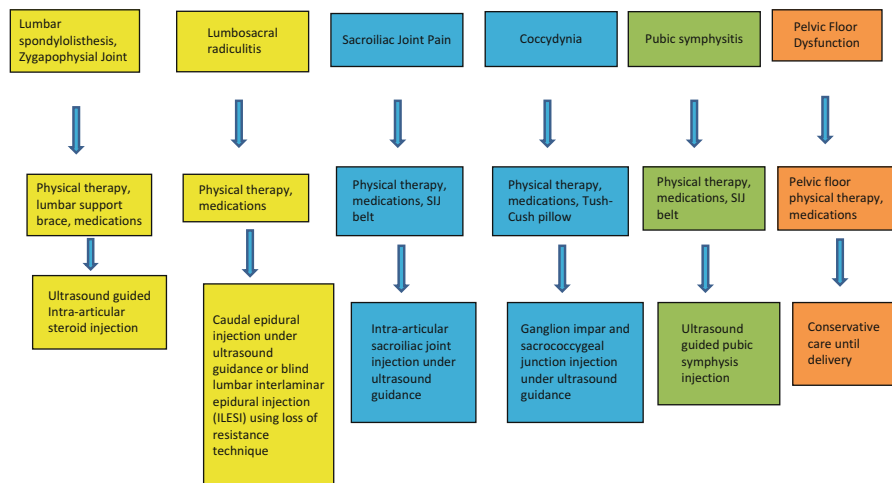 Lumbar
spondylolisthesis,
Zygapophysial Joint
Lumbosacral
radiculitis
Sacroiliac Joint Pain
Coccydynia
Pubic symphysitis
Pelvic Floor
Dysfunction
Physical therapy,
lumbar support
brace, medications
Physical therapy,
medications
Physical therapy,
medications, SIJ
belt
Physical therapy,
medications, Tush-
Cush pillow
Physical therapy,
medications, SIJ
belt
Pelvic floor
physical therapy,
medications
Ultrasound guided
Intra-articular
steroid injection
Caudal epidural
injection under
ultrasound
guidance or blind
lumbar interlaminar
epidural injection
(ILESI) using loss of
resistance
technique
Intra-articular
sacroiliac joint
injection under
ultrasound
guidance
Ganglion impar and
sacrococcygeal
junction injection
under ultrasound
guidance
Ultrasound
guided pubic
symphysis
injection
Conservative
care until
delivery